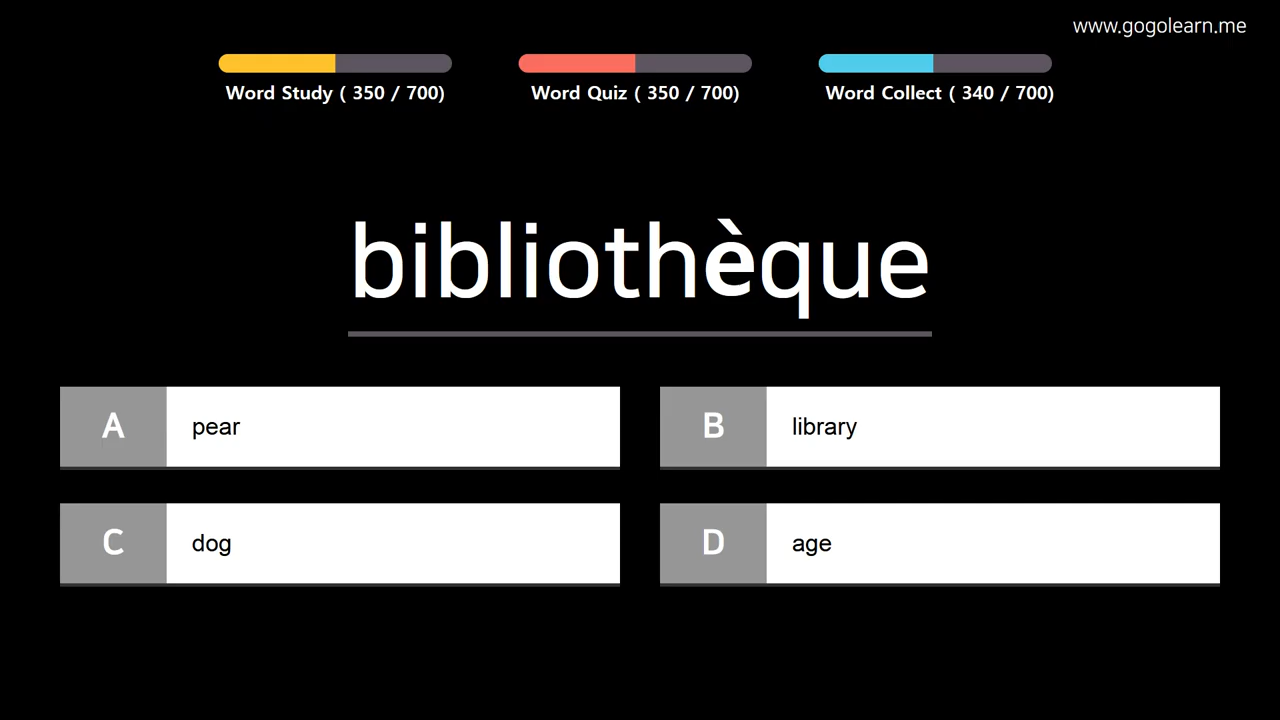 www.gogolearn.me
Word Study ( 350 / 700)
Word Quiz ( 350 / 700)
Word Collect ( 340 / 700)
bibliothèque
A pear
B library
C dog
D age